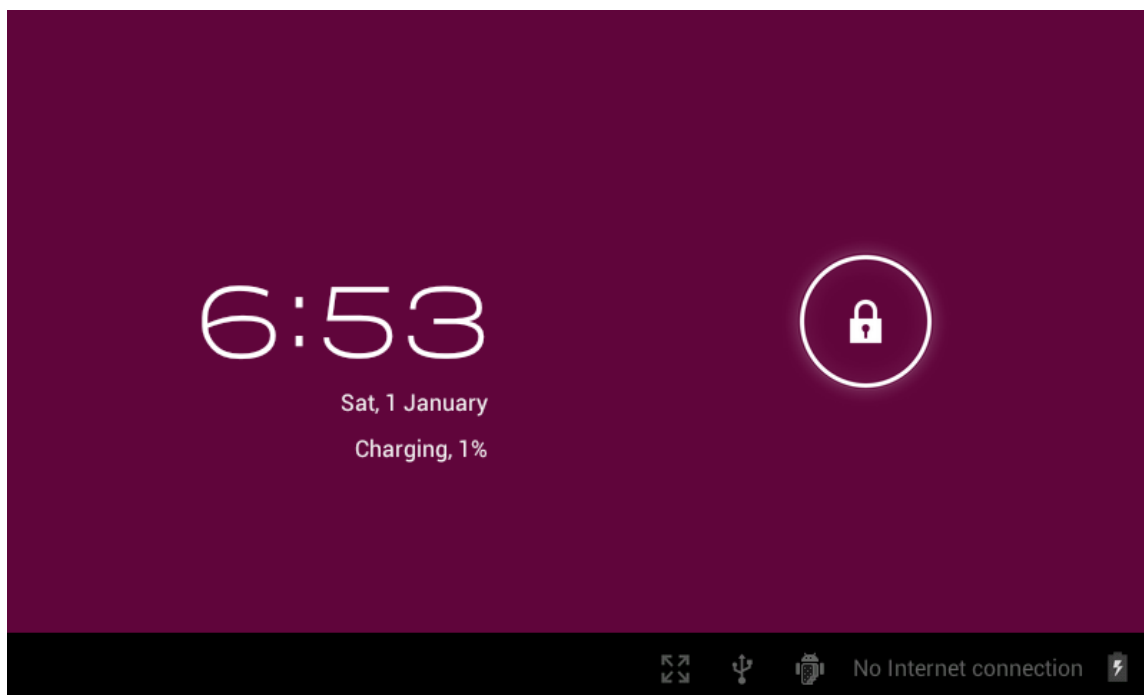 6:53
Sat, 1 January
Charging, 1%
No Internet connection